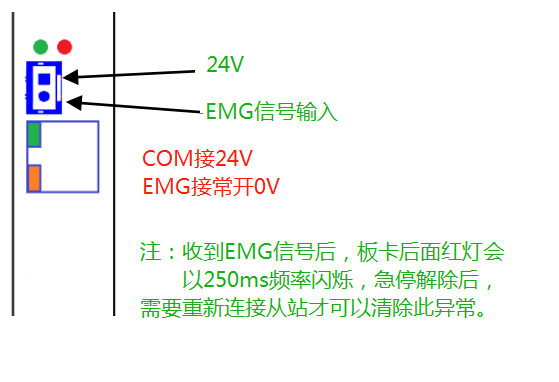 24V
EMG信号输入
COM接24V
EMG接常开0V
注：收到EMG信号后，板卡后面红灯会
以250ms频率闪烁，急停解除后，
需要重新连接从站才可以清除此异常。